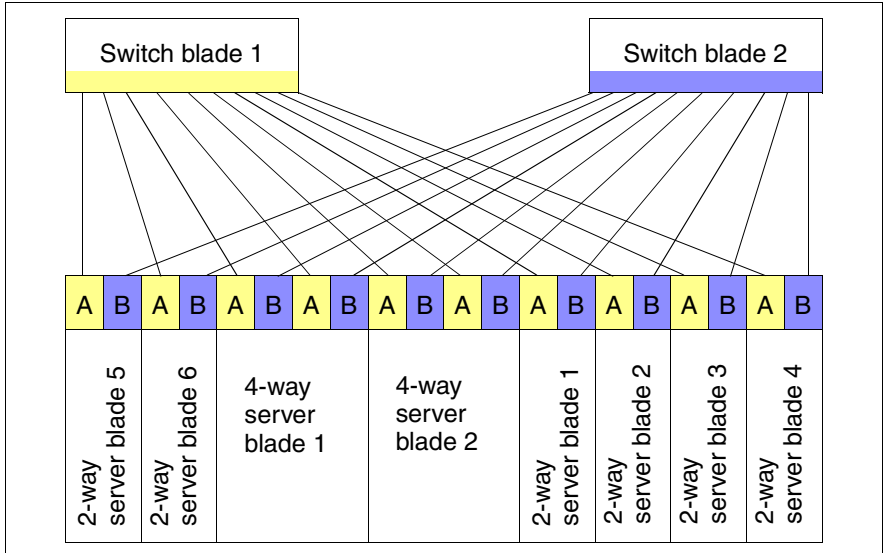 Switch blade 1
Switch blade 2
A B A B A B A B A B A B A B A B A B A B
2-way
server blade 5
2-way
server blade 6
4-way
server
blade 1
4-way
server
blade 2
2-way
server blade 1
2-way
server blade 2
2-way
server blade 3
2-way
server blade 4